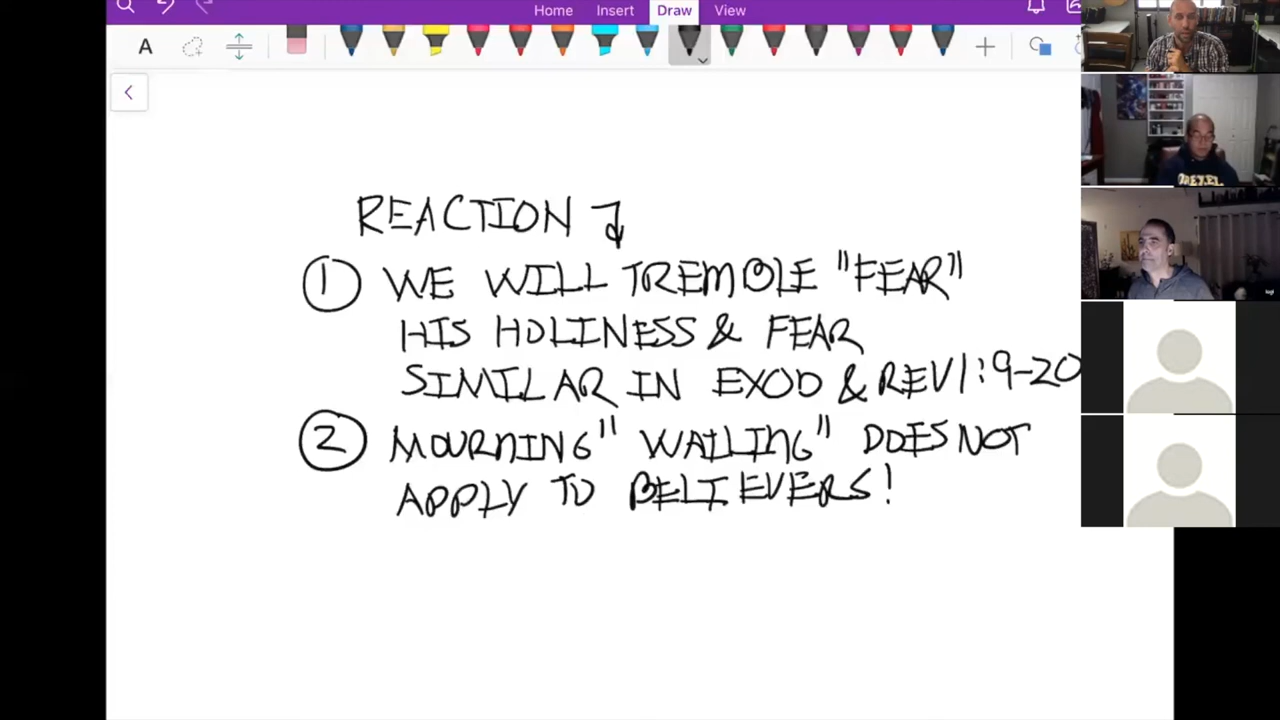 Home Insert Draw View
A
REACTION
① WE WILL TREMBLE "FEAR"
HIS HOLINESS & FEAR
SIMILAR IN EXOD & REV 1:9-20
② MOURNING "WAILING" DOES NOT
APPLY TO BELIEVERS!
DREXEL